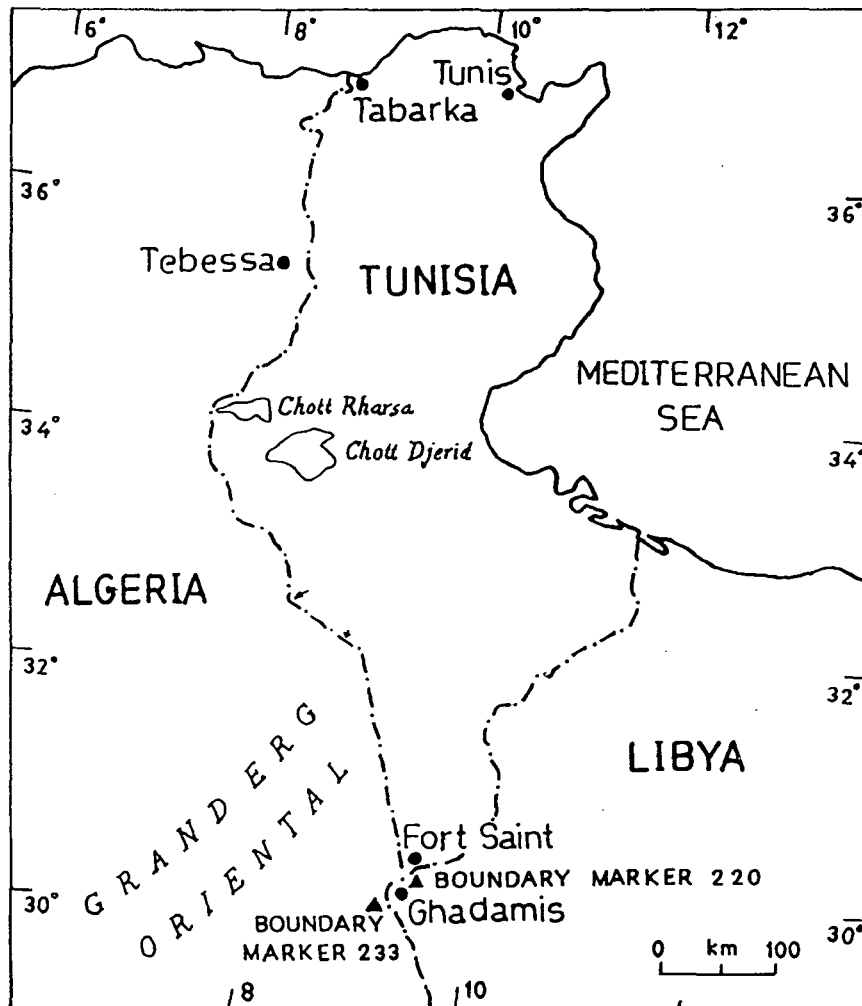 6° 8° 10° 12°
Tunis
Tabarka
36° 36°
Tebessa
TUNISIA
MEDITERRANEAN
SEA
Chott Rharsa
34°
Chott Djerid
34°
ALGERIA
32° 32°
LIBYA
GRAND ERG
ORIENTAL
Fort Saint
BOUNDARY MARKER 220
30°
Ghadamis
BOUNDARY
MARKER 233
30°
0 km 100
8 10